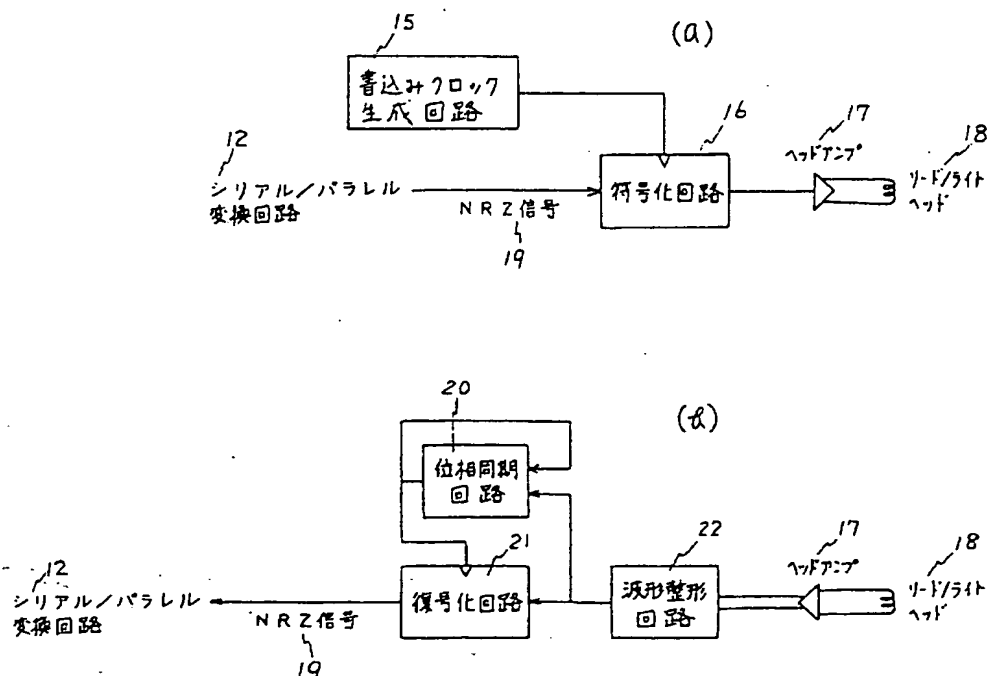 (a)
15
書込みクロック
生成回路
16
17
ヘッドアンプ
18
リード/ライト
ヘッド
12
シリアル/パラレル
変換回路
符号化回路
NRZ信号
19
20
(b)
位相同期
回路
21
22
17
ヘッドアンプ
18
リード/ライト
ヘッド
12
シリアル/パラレル
変換回路
復号化回路
波形整形
回路
NRZ信号
19